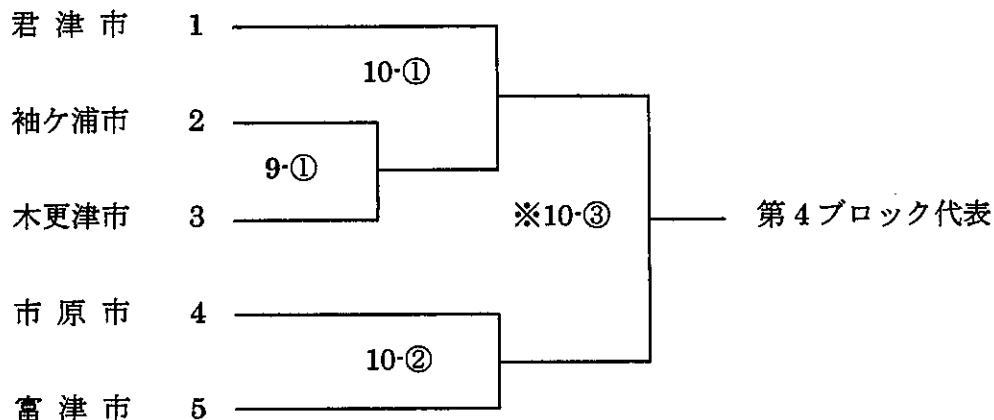 君津市 1
10-①
袖ケ浦市 2
9-①
木更津市 3
※10-③
第4ブロック代表
市原市 4
10-②
富津市 5